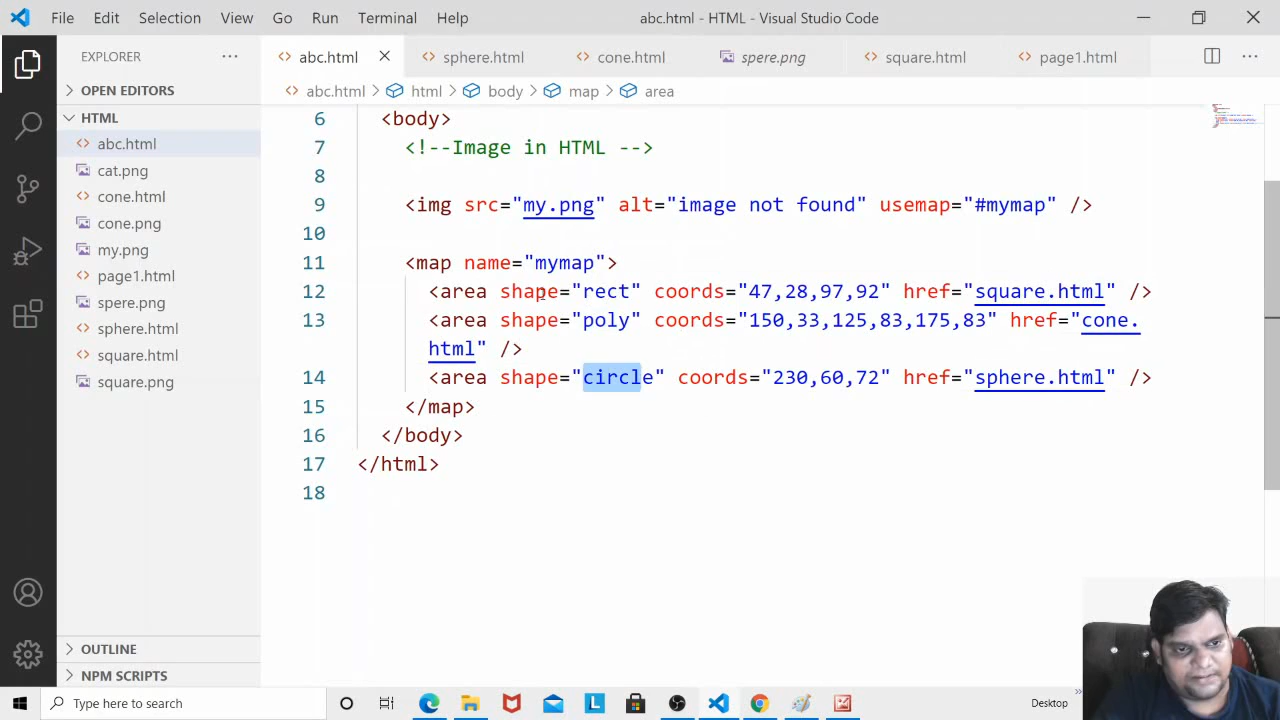 File Edit Selection View Go Run Terminal Help abc.html - HTML - Visual Studio Code
EXPLORER ···
abc.html sphere.html cone.html spere.png square.html page1.html
abc.html > html > body > map > area
OPEN EDITORS
HTML
abc.html
cat.png
cone.html
cone.png
my.png
page1.html
spere.png
sphere.html
square.html
square.png
OUTLINE
NPM SCRIPTS
6 <body>
7 <!--Image in HTML -->
8
9 <img src="my.png" alt="image not found" usemap="#mymap" />
10
11 <map name="mymap">
12 <area shape="rect" coords="47,28,97,92" href="square.html" />
13 <area shape="poly" coords="150,33,125,83,175,83" href="cone.
html" />
14 <area shape="circle" coords="230,60,72" href="sphere.html" />
15 </map>
16 </body>
17 </html>
18
Type here to search
Desktop